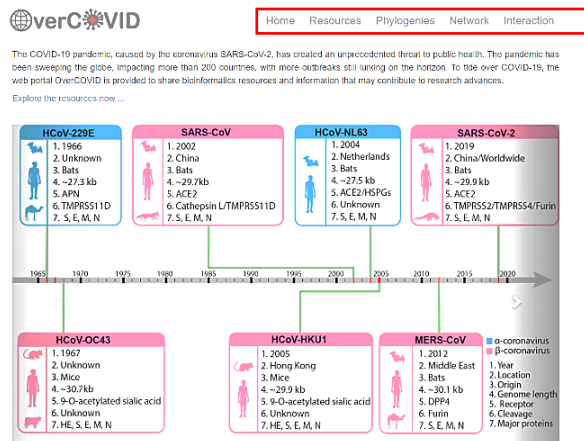 OverCOVID
Home Resources Phylogenies Network Interaction
The COVID-19 pandemic, caused by the coronavirus SARS-CoV-2, has created an unprecedented threat to public health. The pandemic has
been sweeping the globe, impacting more than 200 countries, with more outbreaks still lurking on the horizon. To tide over COVID-19, the
web portal OverCOVID is provided to share bioinformatics resources and information that may contribute to research advances.
Explore the resources now ...
HCoV-229E
1. 1966
2. Unknown
3. Bats
4. ~27.3 kb
5. APN
6. TMPRSS11D
7. S, E, M, N
SARS-CoV
1. 2002
2. China
3. Bats
4. ~29.7kb
5. ACE2
6. Cathepsin L/TMPRSS11D
7. S, E, M, N
HCoV-NL63
1. 2004
2. Netherlands
3. Bats
4. ~27.5 kb
5. ACE2/HSPGs
6. Unknown
7. S, E, M, N
SARS-CoV-2
1. 2019
2. China/Worldwide
3. Bats
4. ~29.9 kb
5. ACE2
6. TMPRSS2/TMPRSS4/Furin
7. S, E, M, N
1965 1970 1975 1980 1985 1990 1995 2000 2005 2010 2015 2020
HCoV-OC43
1. 1967
2. Unknown
3. Mice
4. ~30.7kb
5. 9-O-acetylated sialic acid
6. Unknown
7. HE, S, E, M, N
HCoV-HKU1
1. 2005
2. Hong Kong
3. Mice
4. ~29.9 kb
5. 9-O-acetylated sialic acid
6. Unknown
7. HE, S, E, M, N
MERS-CoV
1. 2012
2. Middle East
3. Bats
4. ~30.1 kb
5. DPP4
6. Furin
7. S, E, M, N
α-coronavirus
β-coronavirus
1. Year
2. Location
3. Origin
4. Genome length
5. Receptor
6. Cleavage
7. Major proteins